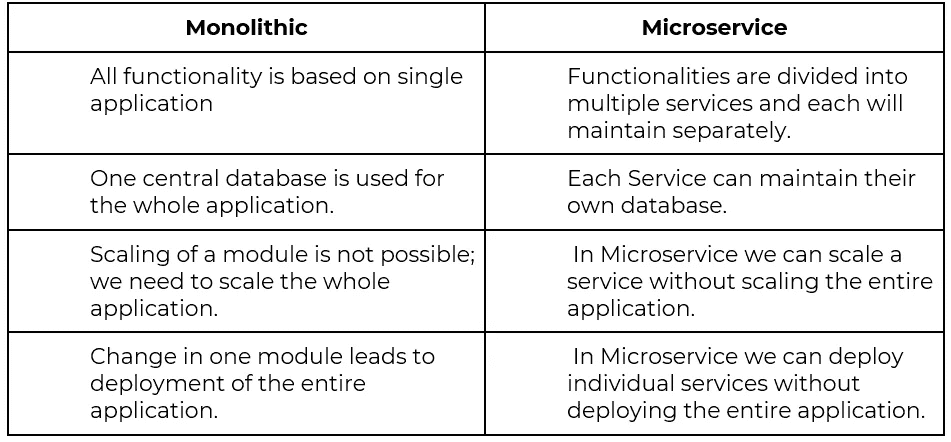 Monolithic
Microservice
All functionality is based on single
application
Functionalities are divided into
multiple services and each will
maintain separately.
One central database is used for
the whole application.
Each Service can maintain their
own database.
Scaling of a module is not possible;
we need to scale the whole
application.
In Microservice we can scale a
service without scaling the entire
application.
Change in one module leads to
deployment of the entire
application.
In Microservice we can deploy
individual services without
deploying the entire application.